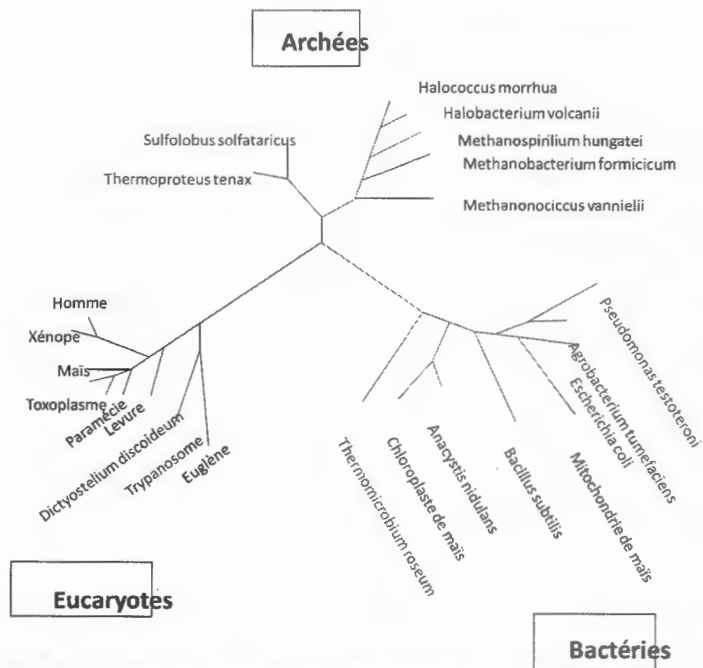 Archées
Halococcus morrhua
Halobacterium volcanii
Sulfolobus solfataricus
Methanospirilium hungatei
Methanobacterium formicicum
Thermoproteus tenax
Methanonociccus vannielii
Homme
Xénope
Maïs
Toxoplasme
Paramécie
Levure
Dictyostelium discoideum
Trypanosome
Euglène
Pseudomonas testoteroni
Agrobacterium tumefaciens
Escherichia coli
Mitochondrie de maïs
Bacillus subtilis
Anacystis nidulans
Chloroplaste de maïs
Thermomicrobium roseum
Eucaryotes
Bactéries